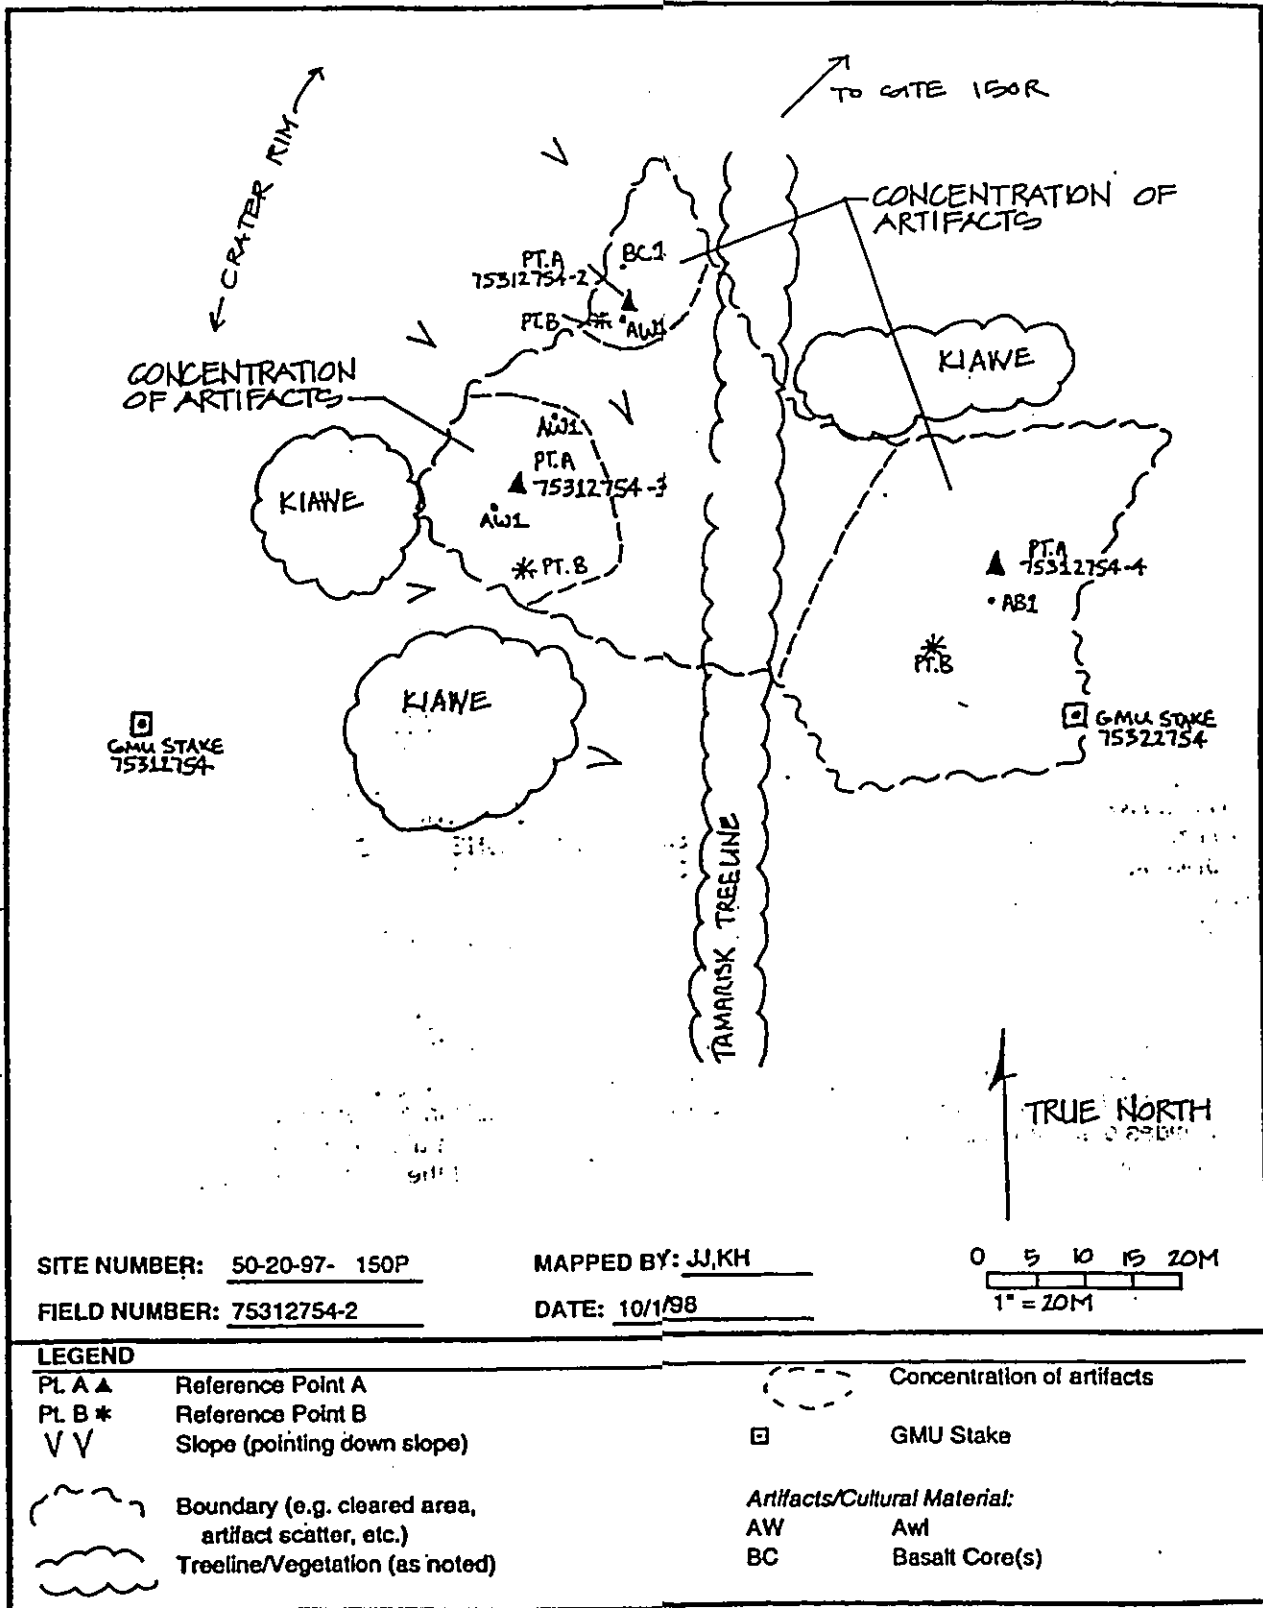 TO SITE 150R
CRATER RIM
CONCENTRATION OF
ARTIFACTS
BC1
PT.A
75312754-2
PT.B
AW1
KIAWE
CONCENTRATION
OF ARTIFACTS
AW1
PT.A
75312754-3
KIAWE
AW1
PT.B
PT.A
75312754-4
AB1
PT.B
KIAWE
GMU STAKE
75312754
GMU STAKE
75322754
TAMARISK TREELINE
TRUE NORTH
SITE NUMBER: 50-20-97- 150P
MAPPED BY: JJ,KH
0 5 10 15 20M
FIELD NUMBER: 75312754-2
DATE: 10/1/98
1" = 20M
LEGEND
Pt. A Reference Point A
Pt. B * Reference Point B
V V Slope (pointing down slope)
Boundary (e.g. cleared area,
artifact scatter, etc.)
Treeline/Vegetation (as noted)
Concentration of artifacts
GMU Stake
Artifacts/Cultural Material:
AW Awl
BC Basalt Core(s)